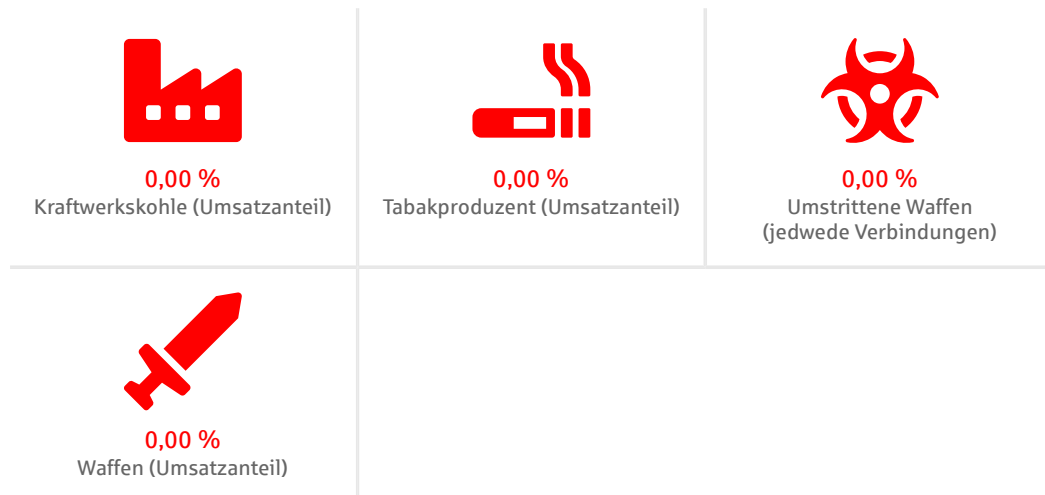 0,00 %
Kraftwerkskohle (Umsatzanteil)
0,00 %
Tabakproduzent (Umsatzanteil)
0,00 %
Umstrittene Waffen
(jedwede Verbindungen)
0,00 %
Waffen (Umsatzanteil)